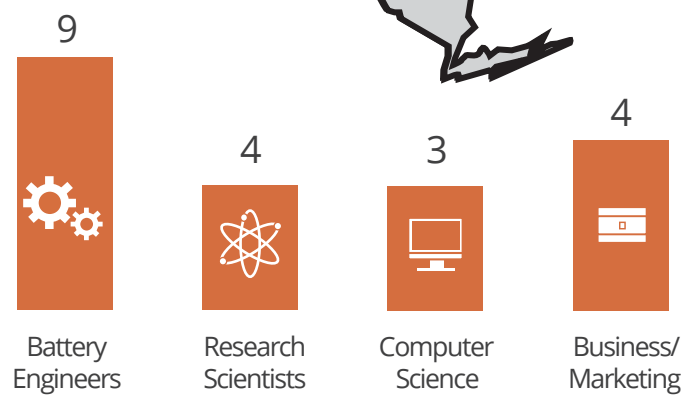 9
4
3
4
Battery
Engineers
Research
Scientists
Computer
Science
Business/
Marketing